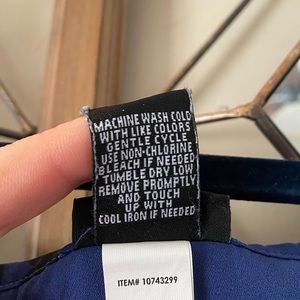 MACHINE WASH COLD
WITH LIKE COLORS
GENTLE CYCLE
USE NON-CHLORINE
BLEACH IF NEEDED
TUMBLE DRY LOW
REMOVE PROMPTLY
AND TOUCH
UP WITH
COOL IRON IF NEEDED
ITEM# 10743299